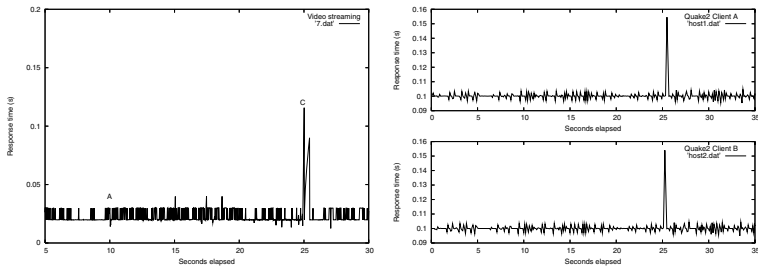 Video streaming
'7.dat'
0.2
0.15
0.1
0.05
0
Response time (s)
A
C
5 10 15 20 25 30
Seconds elapsed
Quake2 Client A
'host1.dat'
0.16
0.15
0.14
0.13
0.12
0.11
0.1
0.09
Response time (s)
0 5 10 15 20 25 30 35
Seconds elapsed
Quake2 Client B
'host2.dat'
0.16
0.15
0.14
0.13
0.12
0.11
0.1
0.09
Response time (s)
0 5 10 15 20 25 30 35
Seconds elapsed